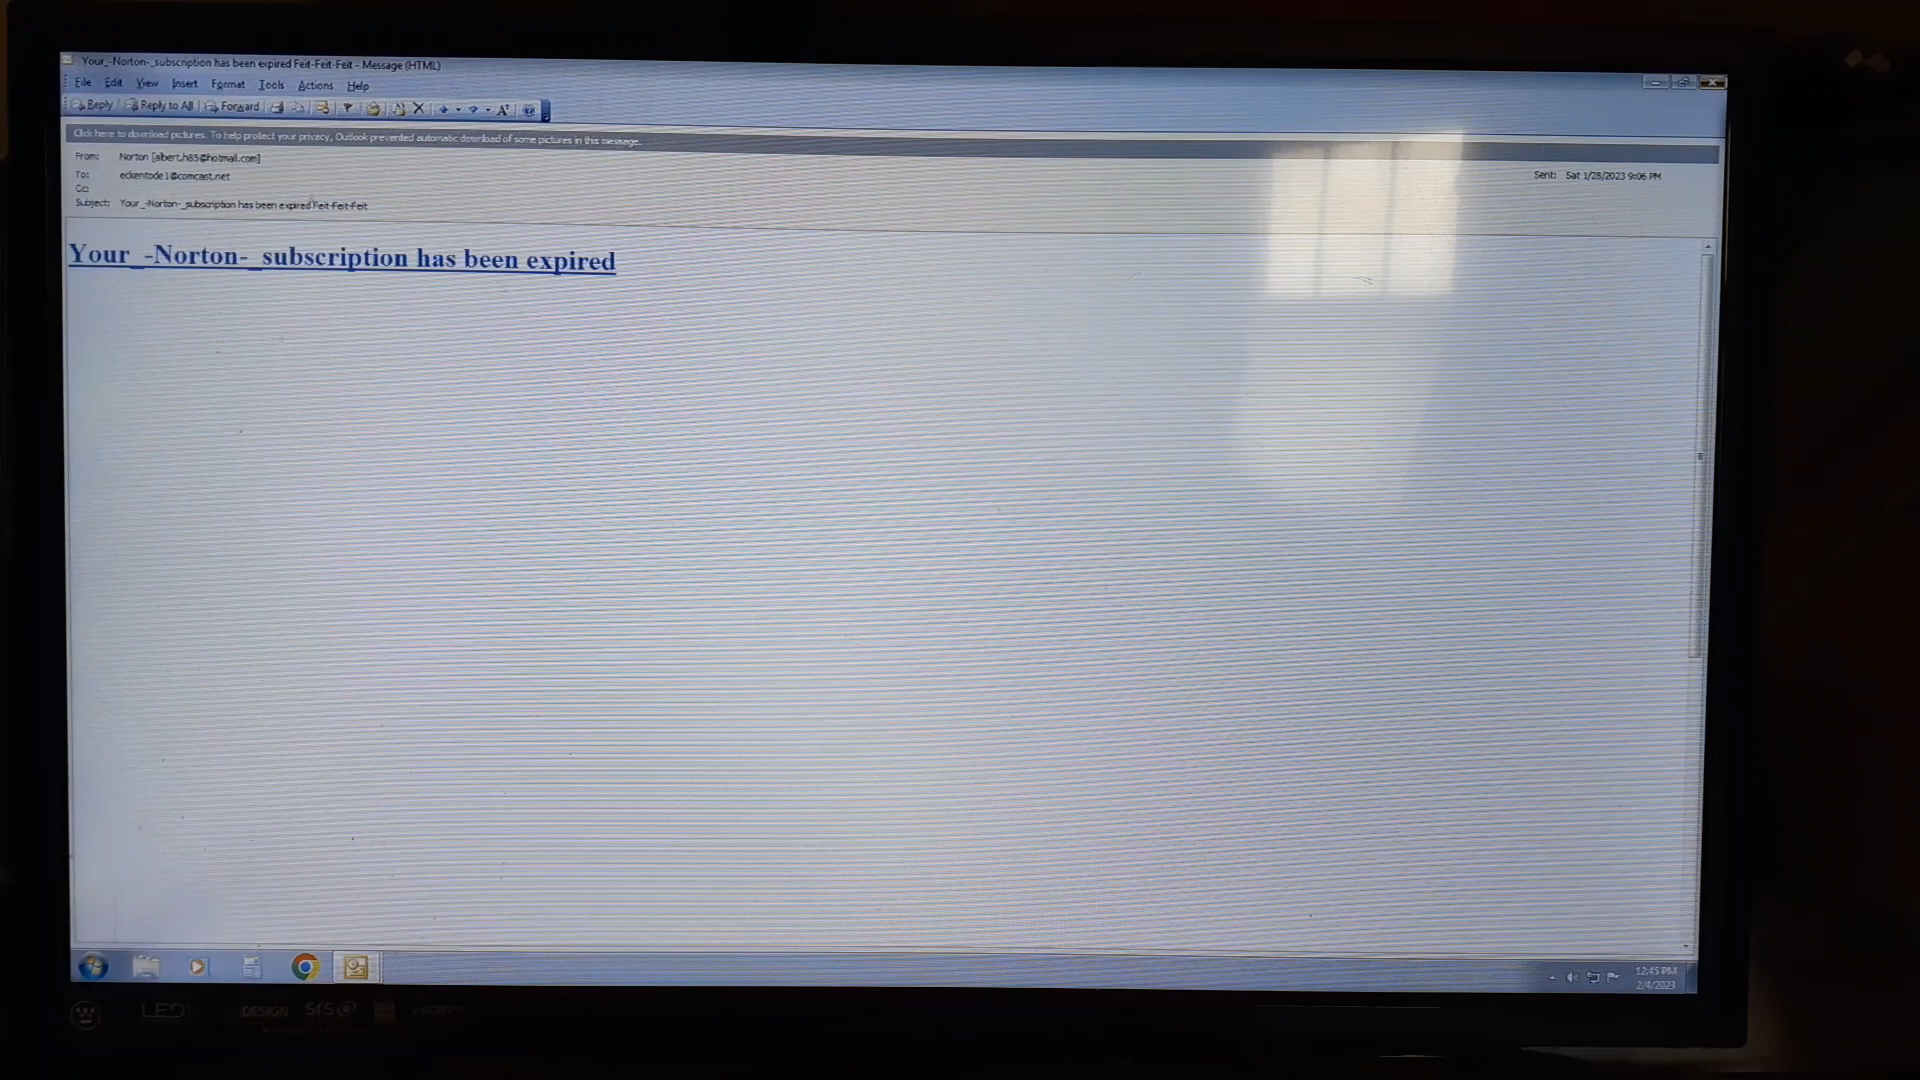 Your_-Norton-_subscription has been expired Feit-Feit-Feit - Message (HTML)
File Edit View Insert Format Tools Actions Help
Reply Reply to All Forward
Click here to download pictures. To help protect your privacy, Outlook prevented automatic download of some pictures in this message.
From: Norton [albert.h85@hotmail.com]
To: eckentode1@comcast.net
Sent: Sat 1/28/2023 9:06 PM
Cc:
Subject: Your_-Norton-_subscription has been expired Feit-Feit-Feit
Your_-Norton-_subscription has been expired
12:45 PM
2/4/2023
LED DESIGN SRS